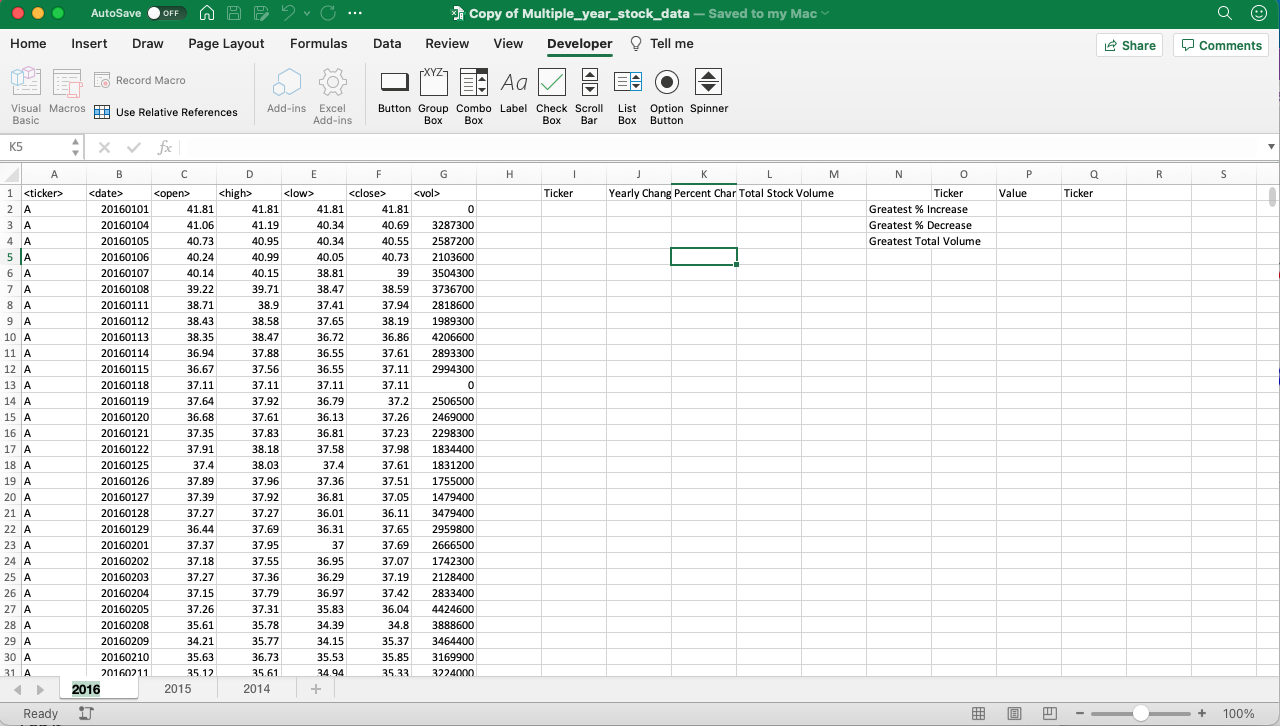 AutoSave OFF Copy of Multiple_year_stock_data — Saved to my Mac
Home Insert Draw Page Layout Formulas Data Review View Developer Tell me Share Comments
Visual Basic Macros Record Macro Use Relative References Add-ins Excel Add-ins Button Group Box Combo Box Label Check Box Scroll Bar List Box Option Button Spinner
XYZ Aa
K5 fx
A B C D E F G H I J K L M N O P Q R S
1 <ticker> <date> <open> <high> <low> <close> <vol> Ticker Yearly Chang Percent Char Total Stock Volume Ticker Value Ticker
2 A 20160101 41.81 41.81 41.81 41.81 0 Greatest % Increase
3 A 20160104 41.06 41.19 40.34 40.69 3287300 Greatest % Decrease
4 A 20160105 40.73 40.95 40.34 40.55 2587200 Greatest Total Volume
5 A 20160106 40.24 40.99 40.05 40.73 2103600
6 A 20160107 40.14 40.15 38.81 39 3504300
7 A 20160108 39.22 39.71 38.47 38.59 3736700
8 A 20160111 38.71 38.9 37.41 37.94 2818600
9 A 20160112 38.43 38.58 37.65 38.19 1989300
10 A 20160113 38.35 38.47 36.72 36.86 4206600
11 A 20160114 36.94 37.88 36.55 37.61 2893300
12 A 20160115 36.67 37.56 36.55 37.11 2994300
13 A 20160118 37.11 37.11 37.11 37.11 0
14 A 20160119 37.64 37.92 36.79 37.2 2506500
15 A 20160120 36.68 37.61 36.13 37.26 2469000
16 A 20160121 37.35 37.83 36.81 37.23 2298300
17 A 20160122 37.91 38.18 37.58 37.98 1834400
18 A 20160125 37.4 38.03 37.4 37.61 1831200
19 A 20160126 37.89 37.96 37.36 37.51 1755000
20 A 20160127 37.39 37.92 36.81 37.05 1479400
21 A 20160128 37.27 37.27 36.01 36.11 3479400
22 A 20160129 36.44 37.69 36.31 37.65 2959800
23 A 20160201 37.37 37.95 37 37.69 2666500
24 A 20160202 37.18 37.55 36.95 37.07 1742300
25 A 20160203 37.27 37.36 36.29 37.19 2128400
26 A 20160204 37.15 37.79 36.97 37.42 2833400
27 A 20160205 37.26 37.31 35.83 36.04 4424600
28 A 20160208 35.61 35.78 34.39 34.8 3888600
29 A 20160209 34.21 35.77 34.15 35.37 3464400
30 A 20160210 35.63 36.73 35.53 35.85 3169900
31 A 20160211 35.12 35.61 34.94 35.33 3224000
2016 2015 2014 +
Ready 100%